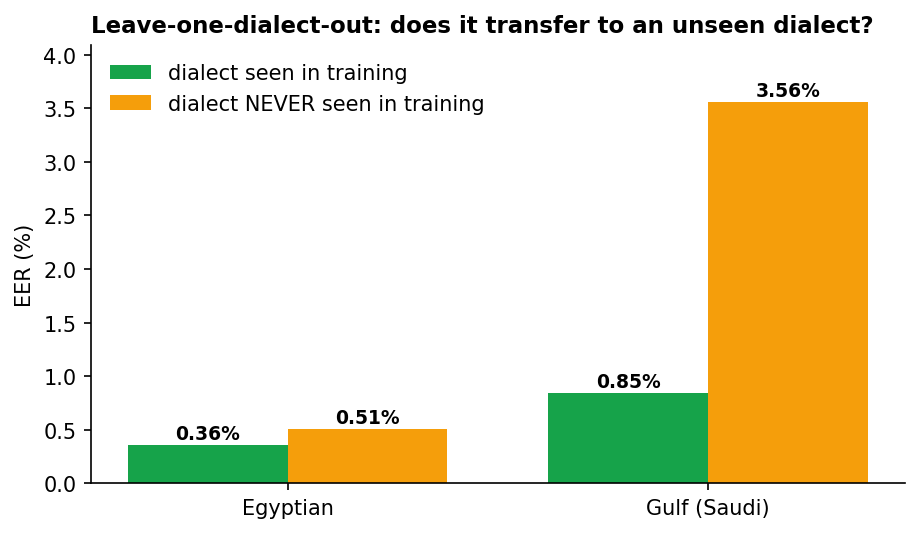 Leave-one-dialect-out: does it transfer to an unseen dialect?
dialect seen in training
dialect NEVER seen in training
EER (%)
4.0
3.5
3.0
2.5
2.0
1.5
1.0
0.5
0.0
0.36%
0.51%
0.85%
3.56%
Egyptian
Gulf (Saudi)